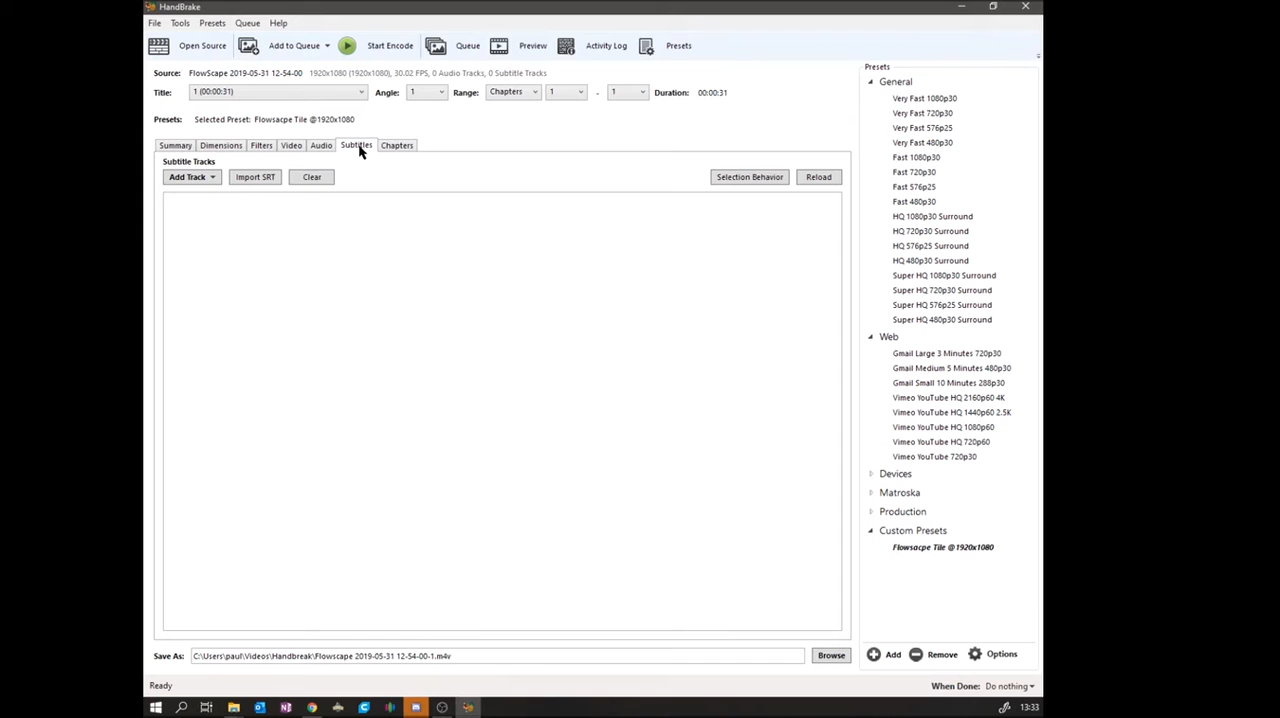 HandBrake
File Tools Presets Queue Help
Open Source Add to Queue Start Encode Queue Preview Activity Log Presets
Source: FlowScape 2019-05-31 12-54-00 1920x1080 (1920x1080), 30.02 FPS, 0 Audio Tracks, 0 Subtitle Tracks
Title: 1 (00:00:31) Angle: 1 Range: Chapters 1 - 1 Duration: 00:00:31
Presets: Selected Preset: Flowsacpe Tile @1920x1080
Summary Dimensions Filters Video Audio Subtitles Chapters
Subtitle Tracks
Add Track Import SRT Clear Selection Behavior Reload
Presets
General
Very Fast 1080p30
Very Fast 720p30
Very Fast 576p25
Very Fast 480p30
Fast 1080p30
Fast 720p30
Fast 576p25
Fast 480p30
HQ 1080p30 Surround
HQ 720p30 Surround
HQ 576p25 Surround
HQ 480p30 Surround
Super HQ 1080p30 Surround
Super HQ 720p30 Surround
Super HQ 576p25 Surround
Super HQ 480p30 Surround
Web
Gmail Large 3 Minutes 720p30
Gmail Medium 5 Minutes 480p30
Gmail Small 10 Minutes 288p30
Vimeo YouTube HQ 2160p60 4K
Vimeo YouTube HQ 1440p60 2.5K
Vimeo YouTube HQ 1080p60
Vimeo YouTube HQ 720p60
Vimeo YouTube 720p30
Devices
Matroska
Production
Custom Presets
Flowsacpe Tile @1920x1080
Save As: C:\Users\paul\Videos\Handbreak\Flowscape 2019-05-31 12-54-00-1.m4v Browse
Add Remove Options
Ready When Done: Do nothing
13:33